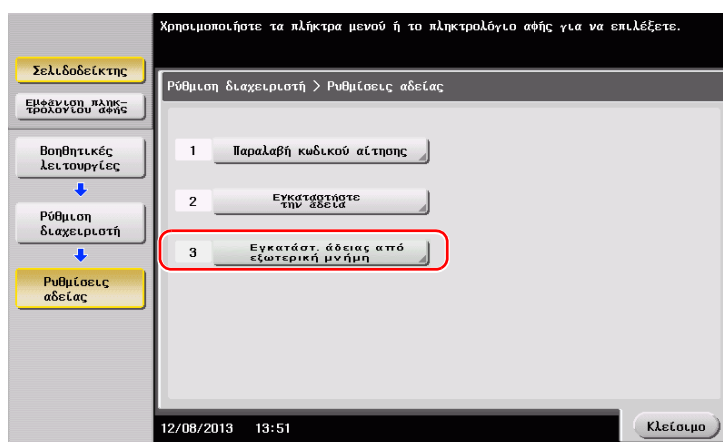 Χρησιμοποιήστε τα πλήκτρα μενού ή το πληκτρολόγιο αφής για να επιλέξετε.
Σελιδοδείκτης
Εμφάνιση πληκ-
τρολογίου αφής
Βοηθητικές
λειτουργίες
Ρύθμιση
διαχειριστή
Ρυθμίσεις
αδείας
Ρύθμιση διαχειριστή > Ρυθμίσεις αδείας
1 Παραλαβή κωδικού αίτησης
2 Εγκαταστήστε
την άδεια
3 Εγκατάστ. άδειας από
εξωτερική μνήμη
12/08/2013 13:51
Κλείσιμο